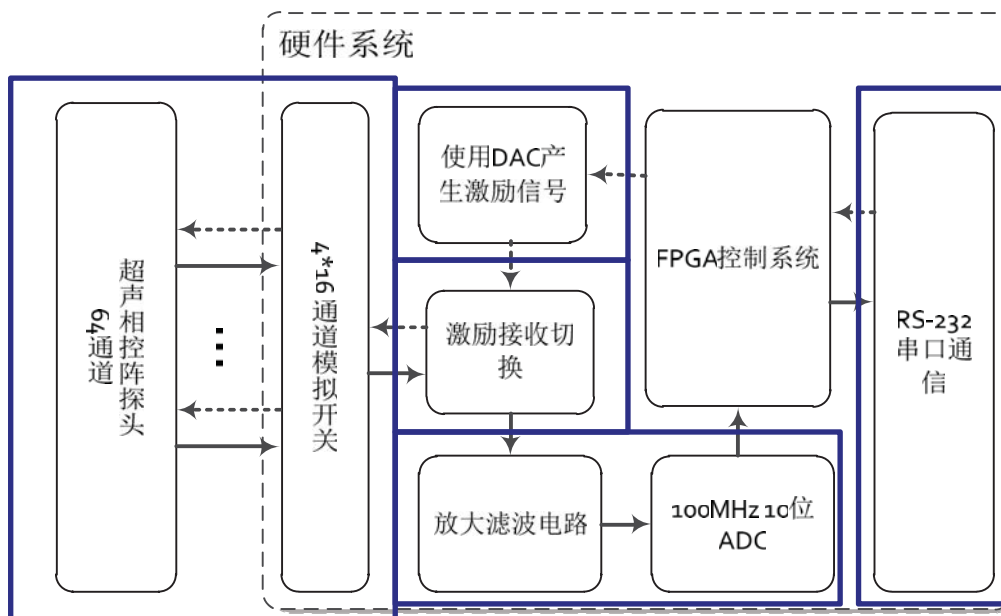 硬件系统
超声相控阵探头
64通道
4*16通道模拟开关
使用DAC产
生激励信号
激励接收切
换
放大滤波电路
FPGA控制系统
100MHz 10位
ADC
RS-232
串口通
信